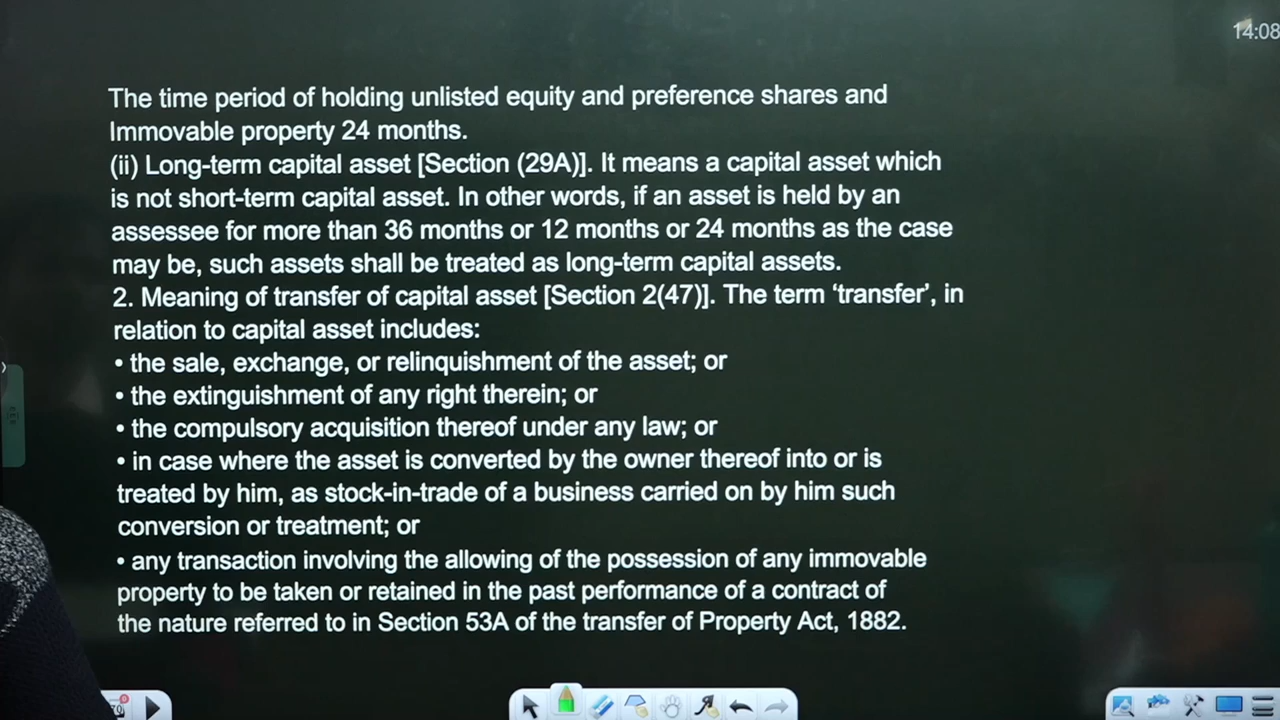 14:08
The time period of holding unlisted equity and preference shares and
Immovable property 24 months.
(ii) Long-term capital asset [Section (29A)]. It means a capital asset which
is not short-term capital asset. In other words, if an asset is held by an
assessee for more than 36 months or 12 months or 24 months as the case
may be, such assets shall be treated as long-term capital assets.
2. Meaning of transfer of capital asset [Section 2(47)]. The term ‘transfer’, in
relation to capital asset includes:
• the sale, exchange, or relinquishment of the asset; or
• the extinguishment of any right therein; or
• the compulsory acquisition thereof under any law; or
• in case where the asset is converted by the owner thereof into or is
treated by him, as stock-in-trade of a business carried on by him such
conversion or treatment; or
• any transaction involving the allowing of the possession of any immovable
property to be taken or retained in the past performance of a contract of
the nature referred to in Section 53A of the transfer of Property Act, 1882.